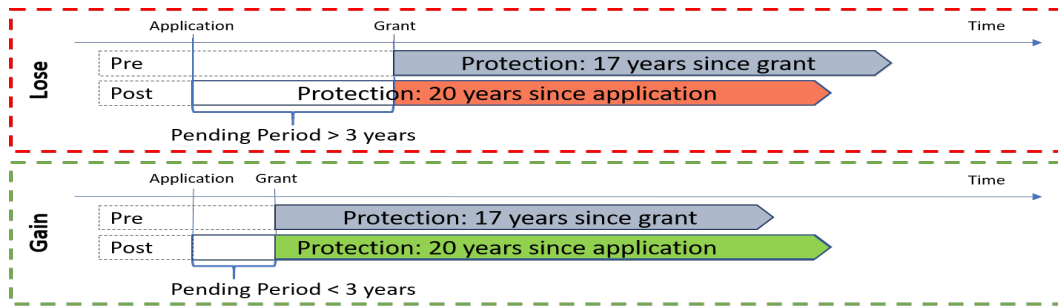 Application Grant Time
Lose
Pre Protection: 17 years since grant
Post Protection: 20 years since application
Pending Period > 3 years
Application Grant Time
Gain
Pre Protection: 17 years since grant
Post Protection: 20 years since application
Pending Period < 3 years